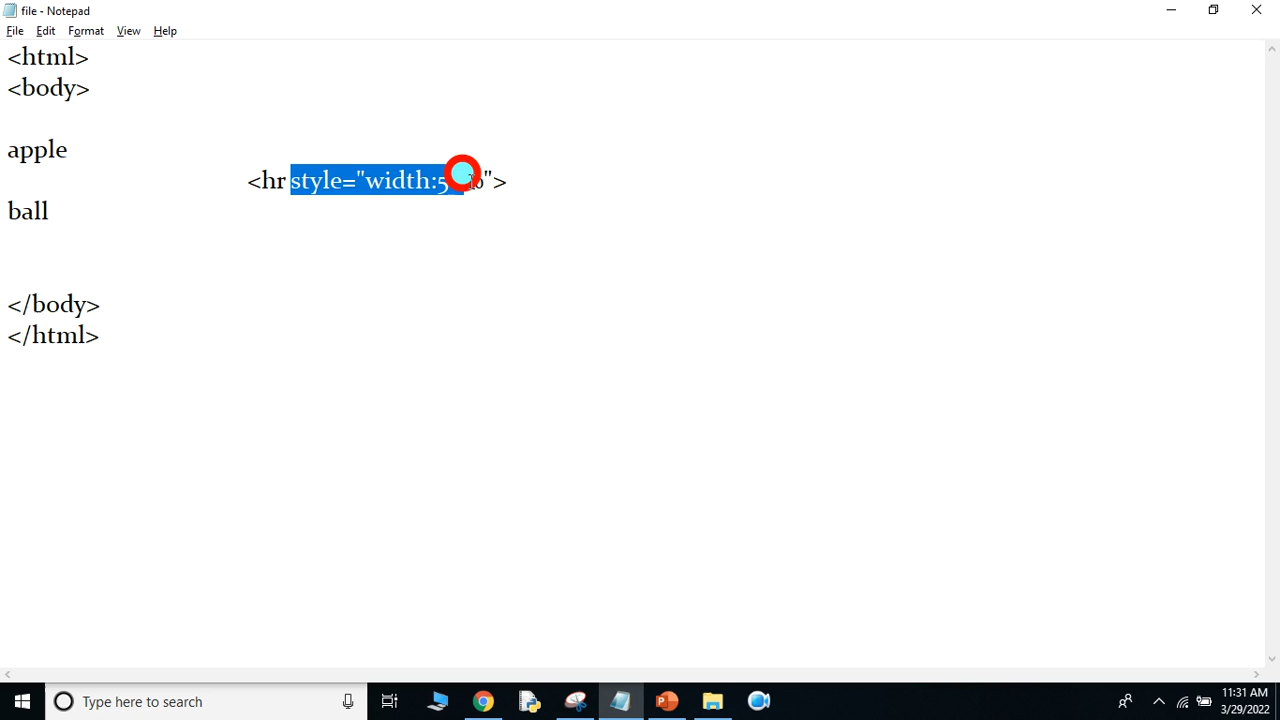 file - Notepad
File Edit Format View Help
<html>
<body>
apple
<hr style="width:5 %">
ball
</body>
</html>
Type here to search
11:31 AM
3/29/2022